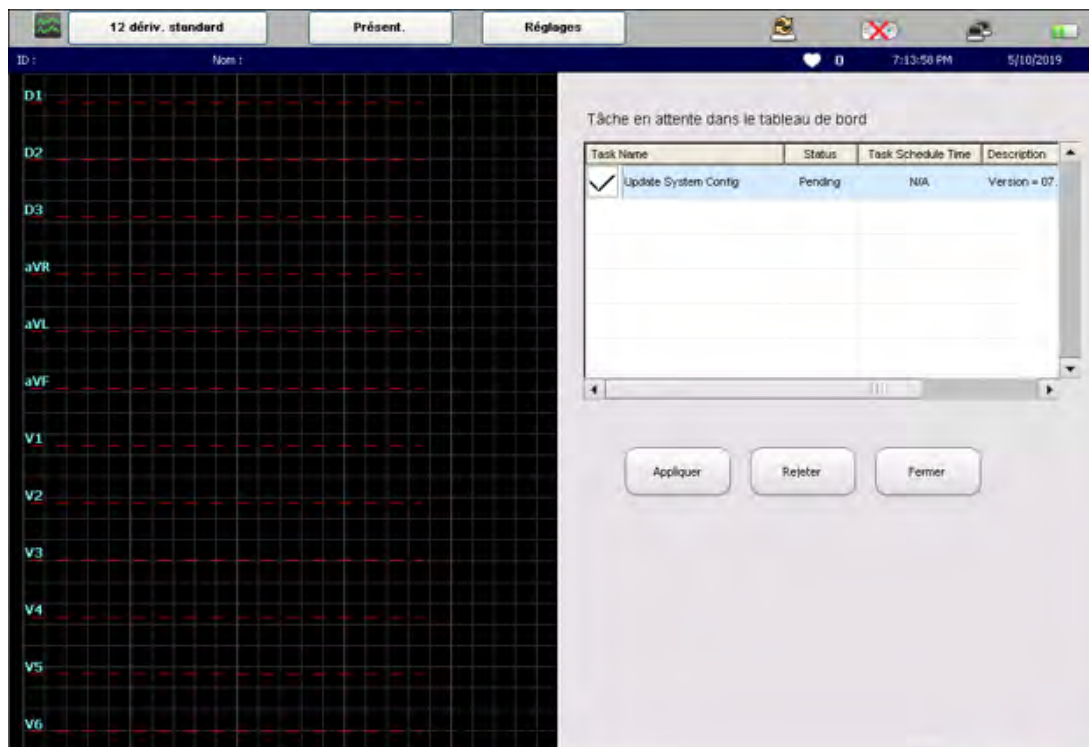 12 dériv. standard Présent. Réglages
ID : Nom : 0 7:13:58 PM 5/10/2019
D1
D2
D3
aVR
aVL
aVF
V1
V2
V3
V4
V5
V6
Tâche en attente dans le tableau de bord
Task Name Status Task Schedule Time Description
Update System Config Pending N/A Version = 07.
Appliquer Rejeter Fermer